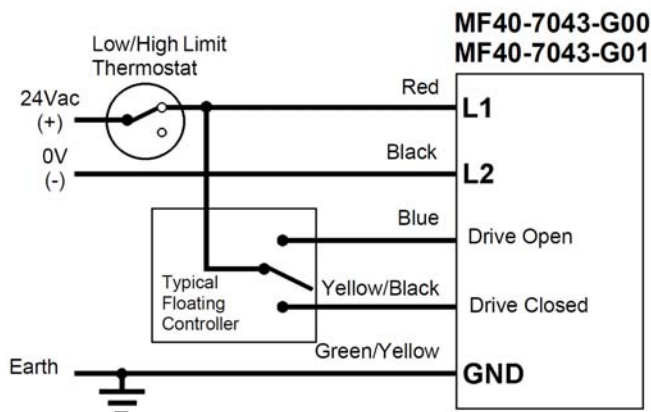 MF40-7043-G00
MF40-7043-G01
Low/High Limit
Thermostat
24Vac
(+)
Red
L1
0V
(-)
Black
L2
Blue
Drive Open
Typical
Floating
Controller
Yellow/Black
Drive Closed
Green/Yellow
Earth
GND